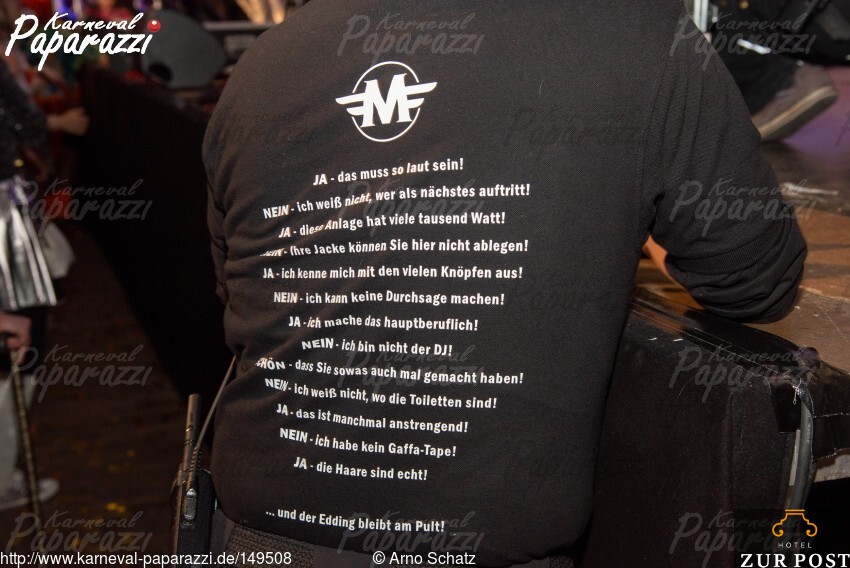 Karneval
Paparazzi
M
JA - das muss so laut sein!
NEIN - ich weiß nicht, wer als nächstes auftritt!
JA - diese Anlage hat viele tausend Watt!
- Ihre Jacke können Sie hier nicht ablegen!
JA - ich kenne mich mit den vielen Knöpfen aus!
NEIN - ich kann keine Durchsage machen!
JA - ich mache das hauptberuflich!
NEIN - ich bin nicht der DJ!
- dass Sie sowas auch mal gemacht haben!
NEIN - ich weiß nicht, wo die Toiletten sind!
JA - das ist manchmal anstrengend!
NEIN - ich habe kein Gaffa-Tape!
JA - die Haare sind echt!
... und der Edding bleibt am Pult!
http://www.karneval-paparazzi.de/149508 © Arno Schatz
HOTEL
ZUR POST